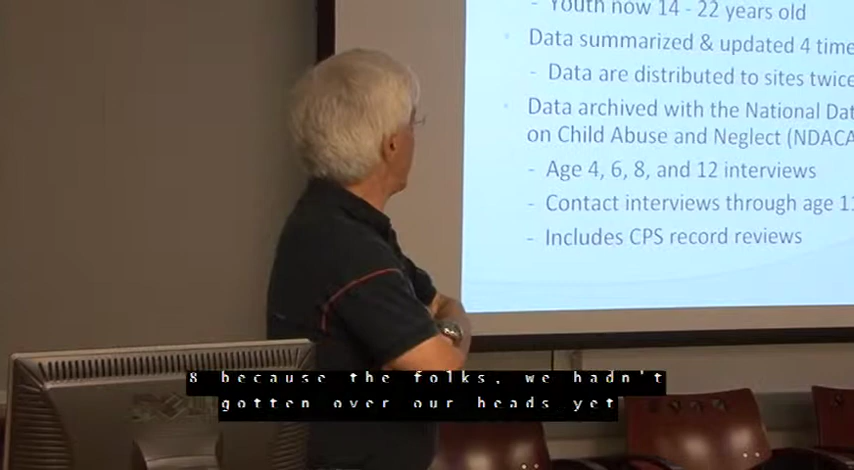 - Youth now 14 - 22 years old
Data summarized & updated 4 time
- Data are distributed to sites twice
Data archived with the National Dat
on Child Abuse and Neglect (NDACA
- Age 4, 6, 8, and 12 interviews
- Contact interviews through age 11
- Includes CPS record reviews
8 because the folks, we hadn't
gotten over our heads yet